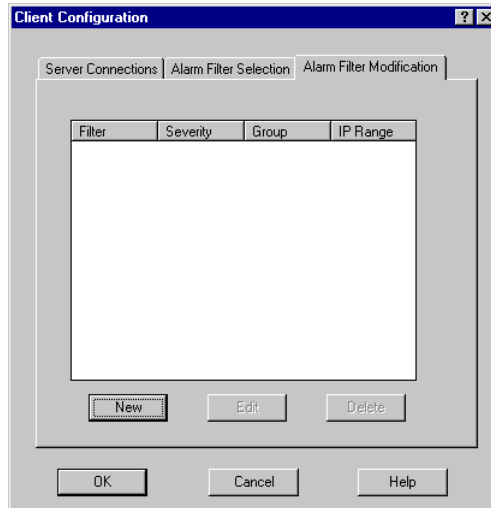 Client Configuration
Server Connections Alarm Filter Selection Alarm Filter Modification
Filter Severity Group IP Range
New Edit Delete
OK Cancel Help